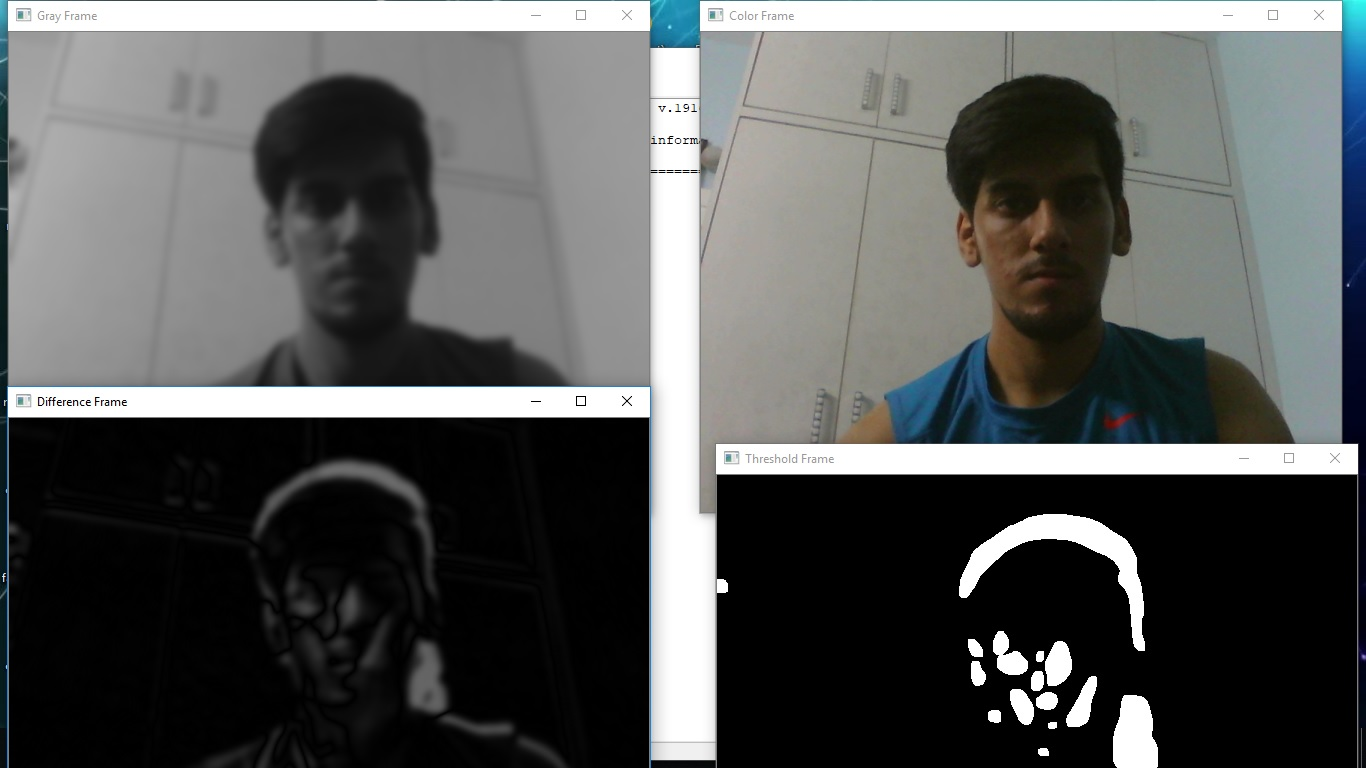 Gray Frame
Color Frame
v.191
inform
=======
Difference Frame
Threshold Frame